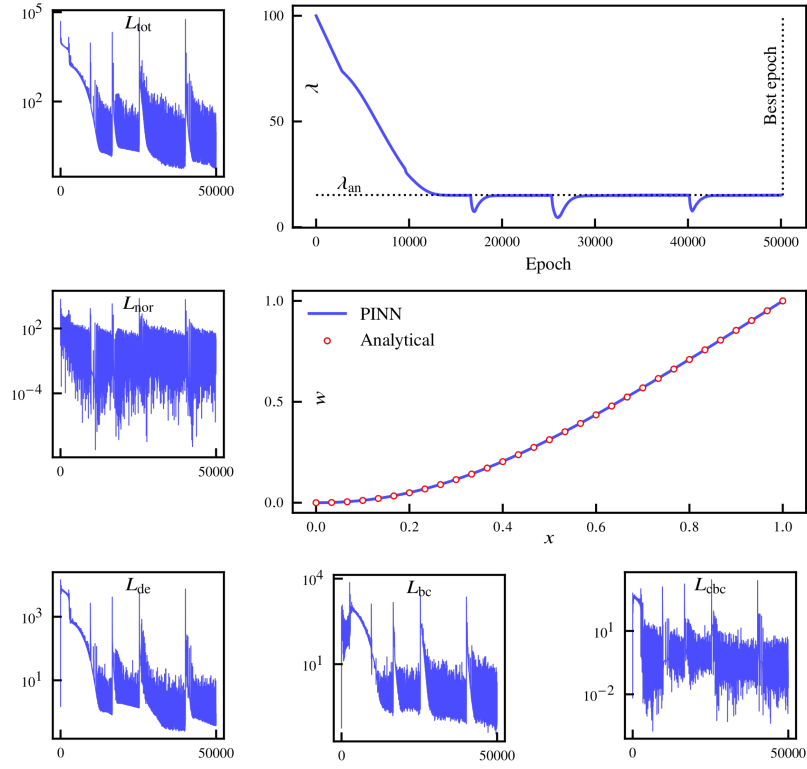 10^5
L_tot
10^2
0
50000
100
λ
50
λ_an
Best epoch
0
0
10000
20000
30000
40000
50000
Epoch
L_nor
10^2
10^−4
0
50000
1.0
PINN
Analytical
w
0.5
0.0
0.0
0.2
0.4
0.6
0.8
1.0
x
L_de
10^3
10^1
0
50000
10^4
L_bc
10^1
0
50000
L_cbc
10^1
10^−2
0
50000